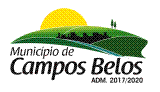 Município de
Campos Belos
ADM. 2017/2020